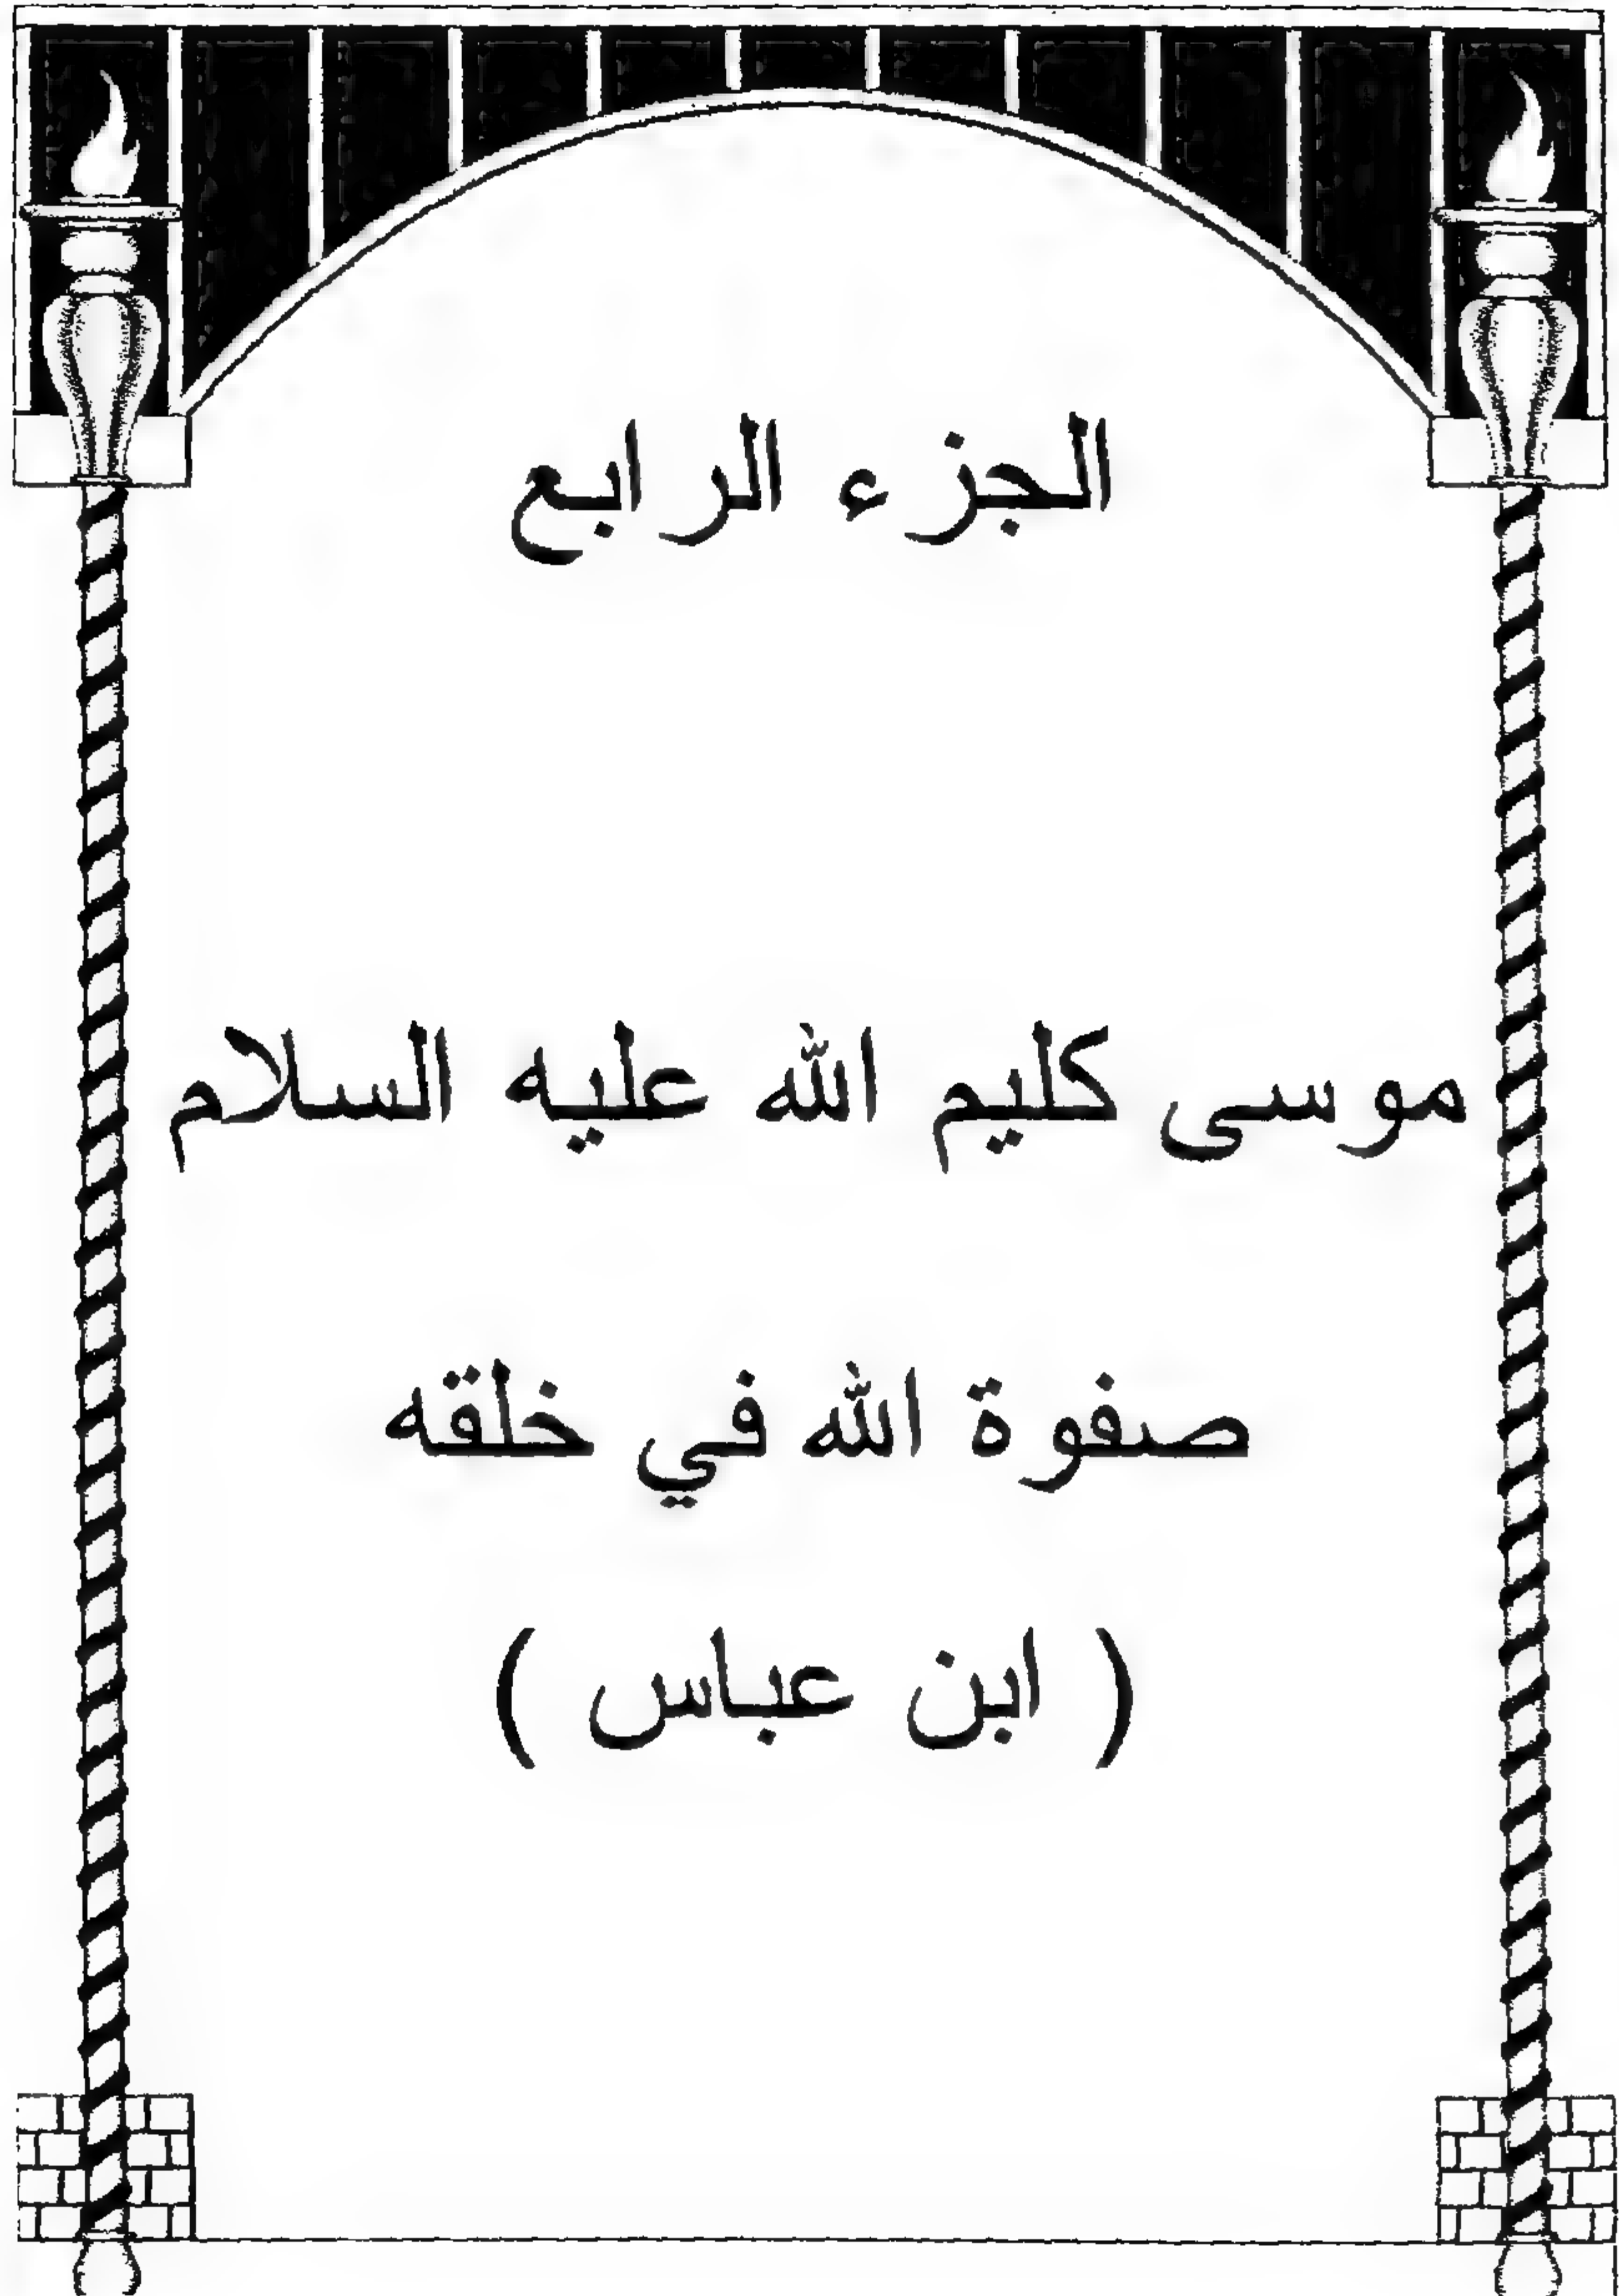 الجزء الرابع
موسى كليم الله عليه السلام
صفوة الله في خلقه
( ابن عباس )